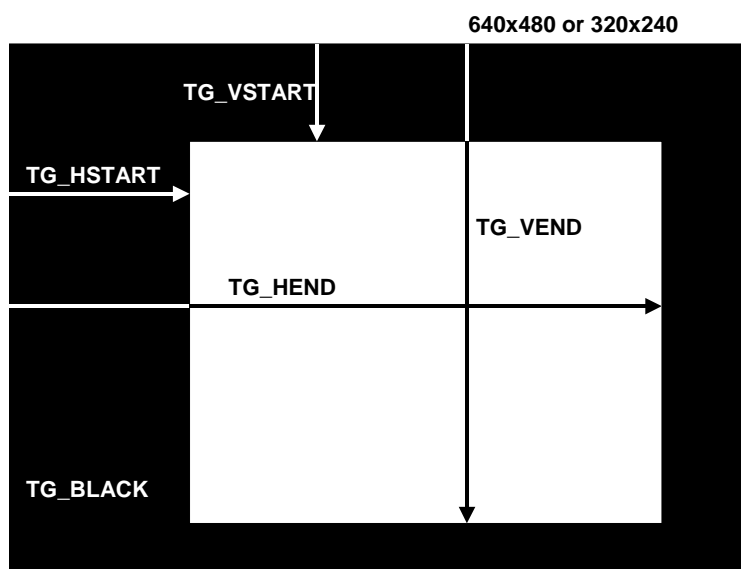 640x480 or 320x240
TG_VSTART
TG_HSTART
TG_VEND
TG_HEND
TG_BLACK